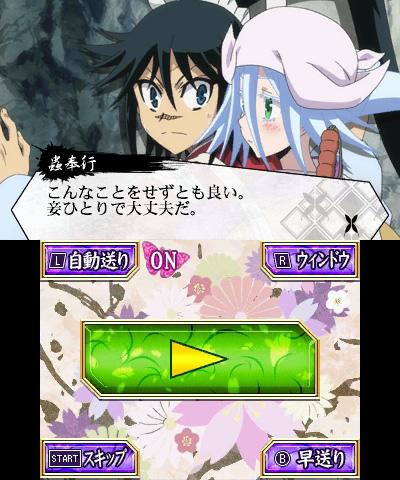 蟲奉行
こんなことをせずとも良い。
妾ひとりで大丈夫だ。
L 自動送り ON
R ウィンドウ
START スキップ
B 早送り